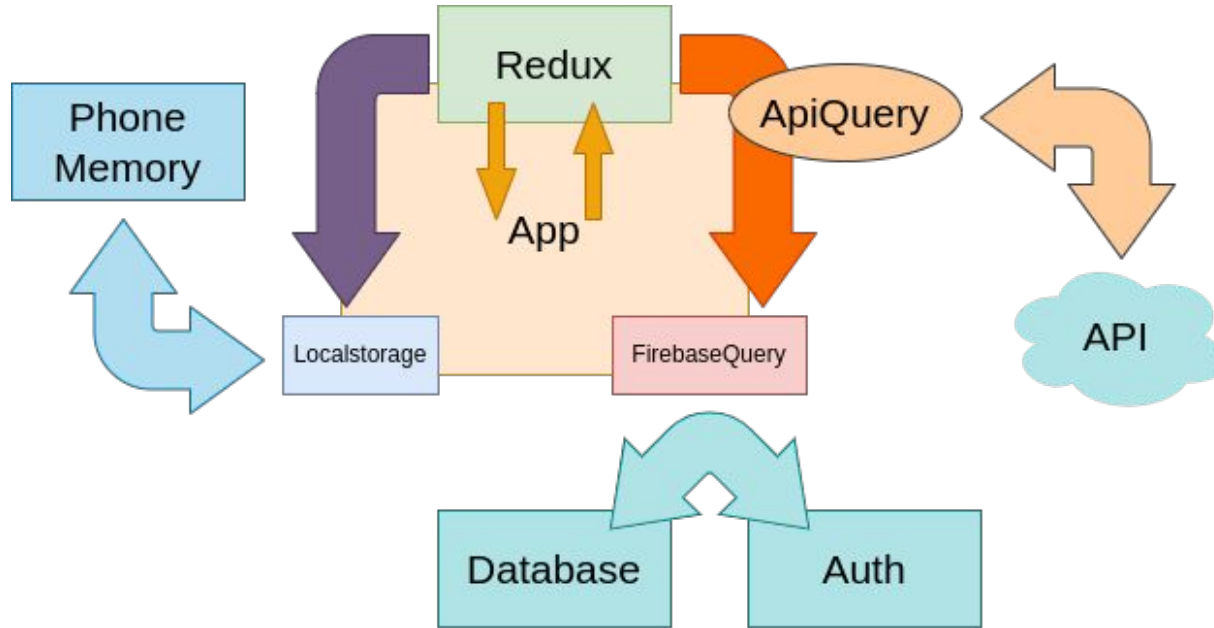 Redux
ApiQuery
Phone
Memory
App
Localstorage
FirebaseQuery
API
Database
Auth